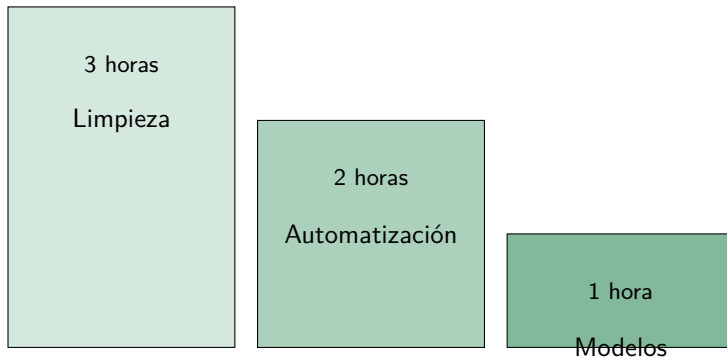 3 horas
Limpieza
2 horas
Automatización
1 hora
Modelos